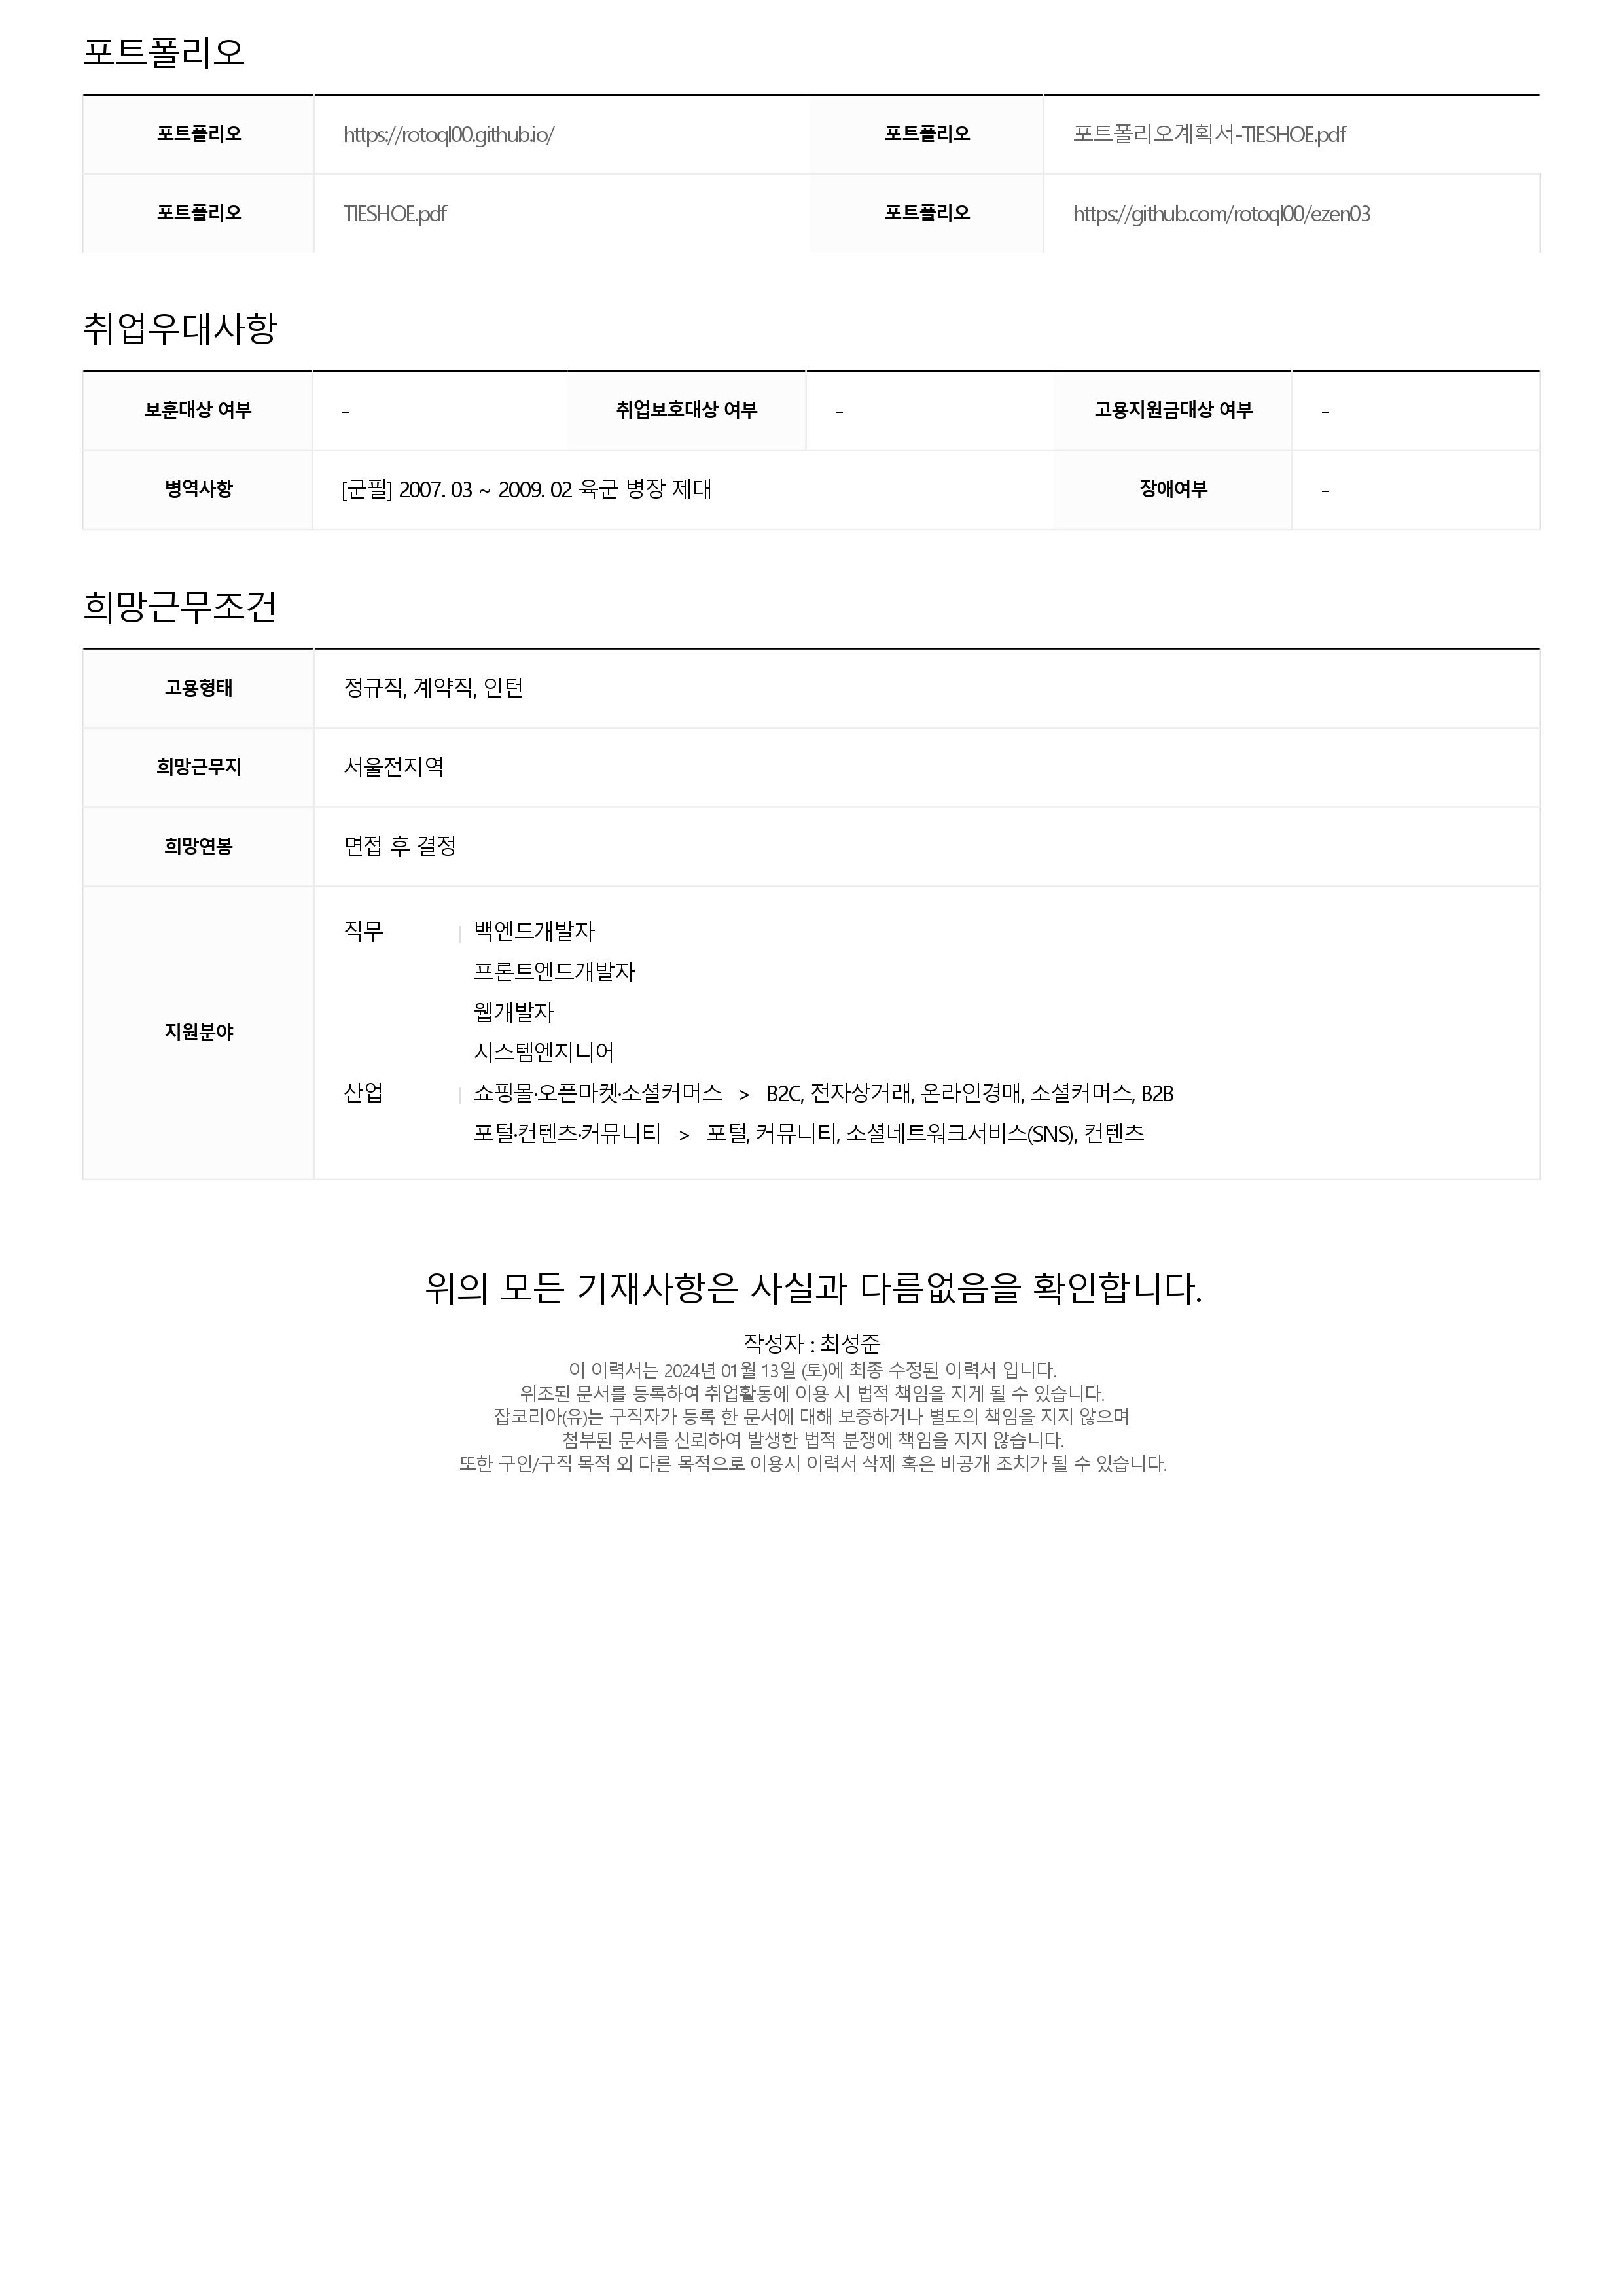 포트폴리오
포트폴리오 https://rotoql00.github.io/ 포트폴리오 포트폴리오계획서-TIESHOE.pdf
포트폴리오 TIESHOE.pdf 포트폴리오 https://github.com/rotoql00/ezen03
취업우대사항
보훈대상 여부 - 취업보호대상 여부 - 고용지원금대상 여부 -
병역사항 [군필] 2007. 03 ~ 2009. 02 육군 병장 제대 장애여부 -
희망근무조건
고용형태 정규직, 계약직, 인턴
희망근무지 서울전지역
희망연봉 면접 후 결정
지원분야
직무 | 백엔드개발자
프론트엔드개발자
웹개발자
시스템엔지니어
산업 | 쇼핑몰·오픈마켓·소셜커머스 > B2C, 전자상거래, 온라인경매, 소셜커머스, B2B
포털·컨텐츠·커뮤니티 > 포털, 커뮤니티, 소셜네트워크서비스(SNS), 컨텐츠
위의 모든 기재사항은 사실과 다름없음을 확인합니다.
작성자 : 최성준
이 이력서는 2024년 01월 13일 (토)에 최종 수정된 이력서 입니다.
위조된 문서를 등록하여 취업활동에 이용 시 법적 책임을 지게 될 수 있습니다.
잡코리아(유)는 구직자가 등록 한 문서에 대해 보증하거나 별도의 책임을 지지 않으며
첨부된 문서를 신뢰하여 발생한 법적 분쟁에 책임을 지지 않습니다.
또한 구인/구직 목적 외 다른 목적으로 이용시 이력서 삭제 혹은 비공개 조치가 될 수 있습니다.